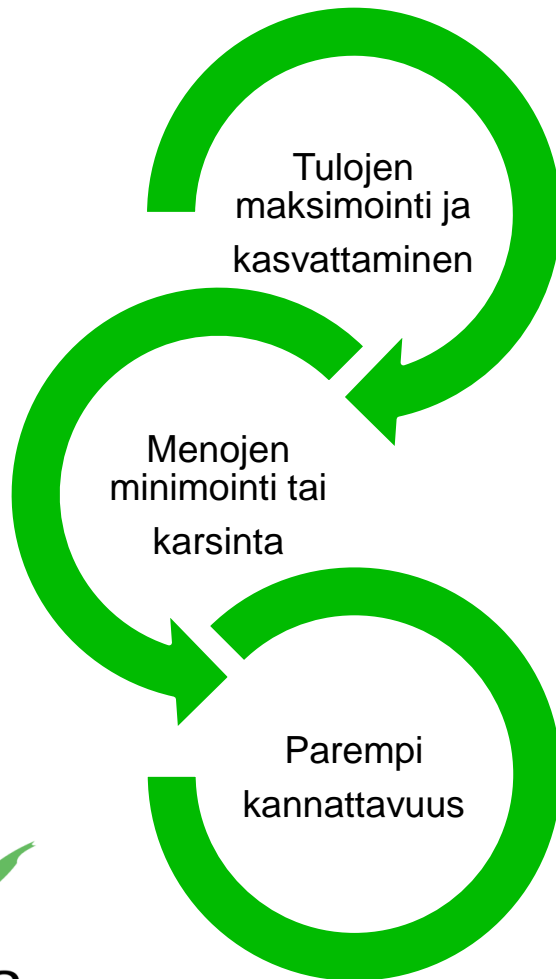 Tulojen
maksimointi ja
kasvattaminen
Menojen
minimointi tai
karsinta
Parempi
kannattavuus